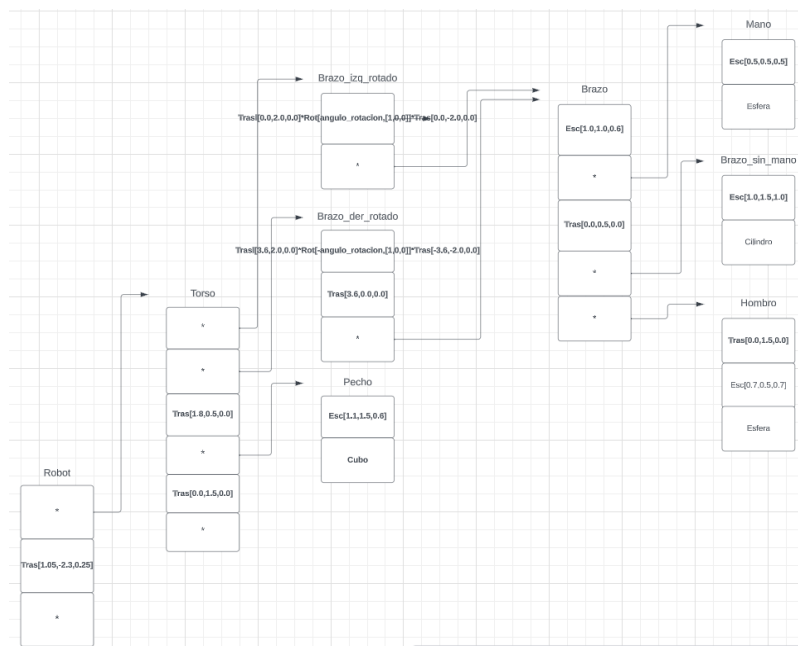 Mano
Esc[0.5,0.5,0.5]
Esfera
Brazo_izq_rotado
Trasl[0.0,2.0,0.0]*Rot[angulo_rotacion,[1,0.0]]*Tras[0.0,-2.0,0.0]
*
Brazo
Esc[1.0,1.0,0.6]
*
Tras[0.0,0.5,0.0]
*
*
Brazo_sin_mano
Esc[1.0,1.5,1.0]
Cilindro
Brazo_der_rotado
Trasl[3.6,2.0,0.0]*Rot[-angulo_rotacion,[1,0.0]]*Tras[-3.6,-2.0,0.0]
Tras[3.6,0.0,0.0]
*
Hombro
Tras[0.0,1.5,0.0]
Esc[0.7,0.5,0.7]
Esfera
Torso
*
*
Tras[1.8,0.5,0.0]
*
Tras[0.0,1.5,0.0]
*
Pecho
Esc[1.1,1.5,0.6]
Cubo
Robot
*
Tras[1.05,-2.3,0.25]
*